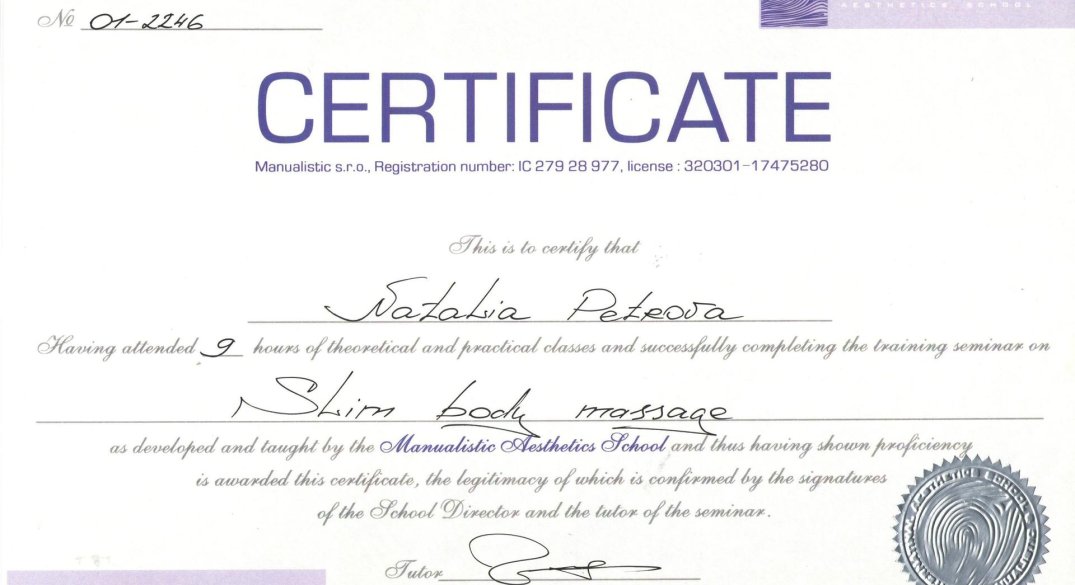 № 01-2246
AESTHETICS SCHOOL
CERTIFICATE
Manualistic s.r.o., Registration number: IC 279 28 977, license : 320301-17475280
This is to certify that
Natalia Petrova
Having attended 9 hours of theoretical and practical classes and successfully completing the training seminar on
Slim body massage
as developed and taught by the Manualistic Aesthetics School and thus having shown proficiency
is awarded this certificate, the legitimacy of which is confirmed by the signatures
of the School Director and the tutor of the seminar.
AESTHETIC SCHOOL
Tutor